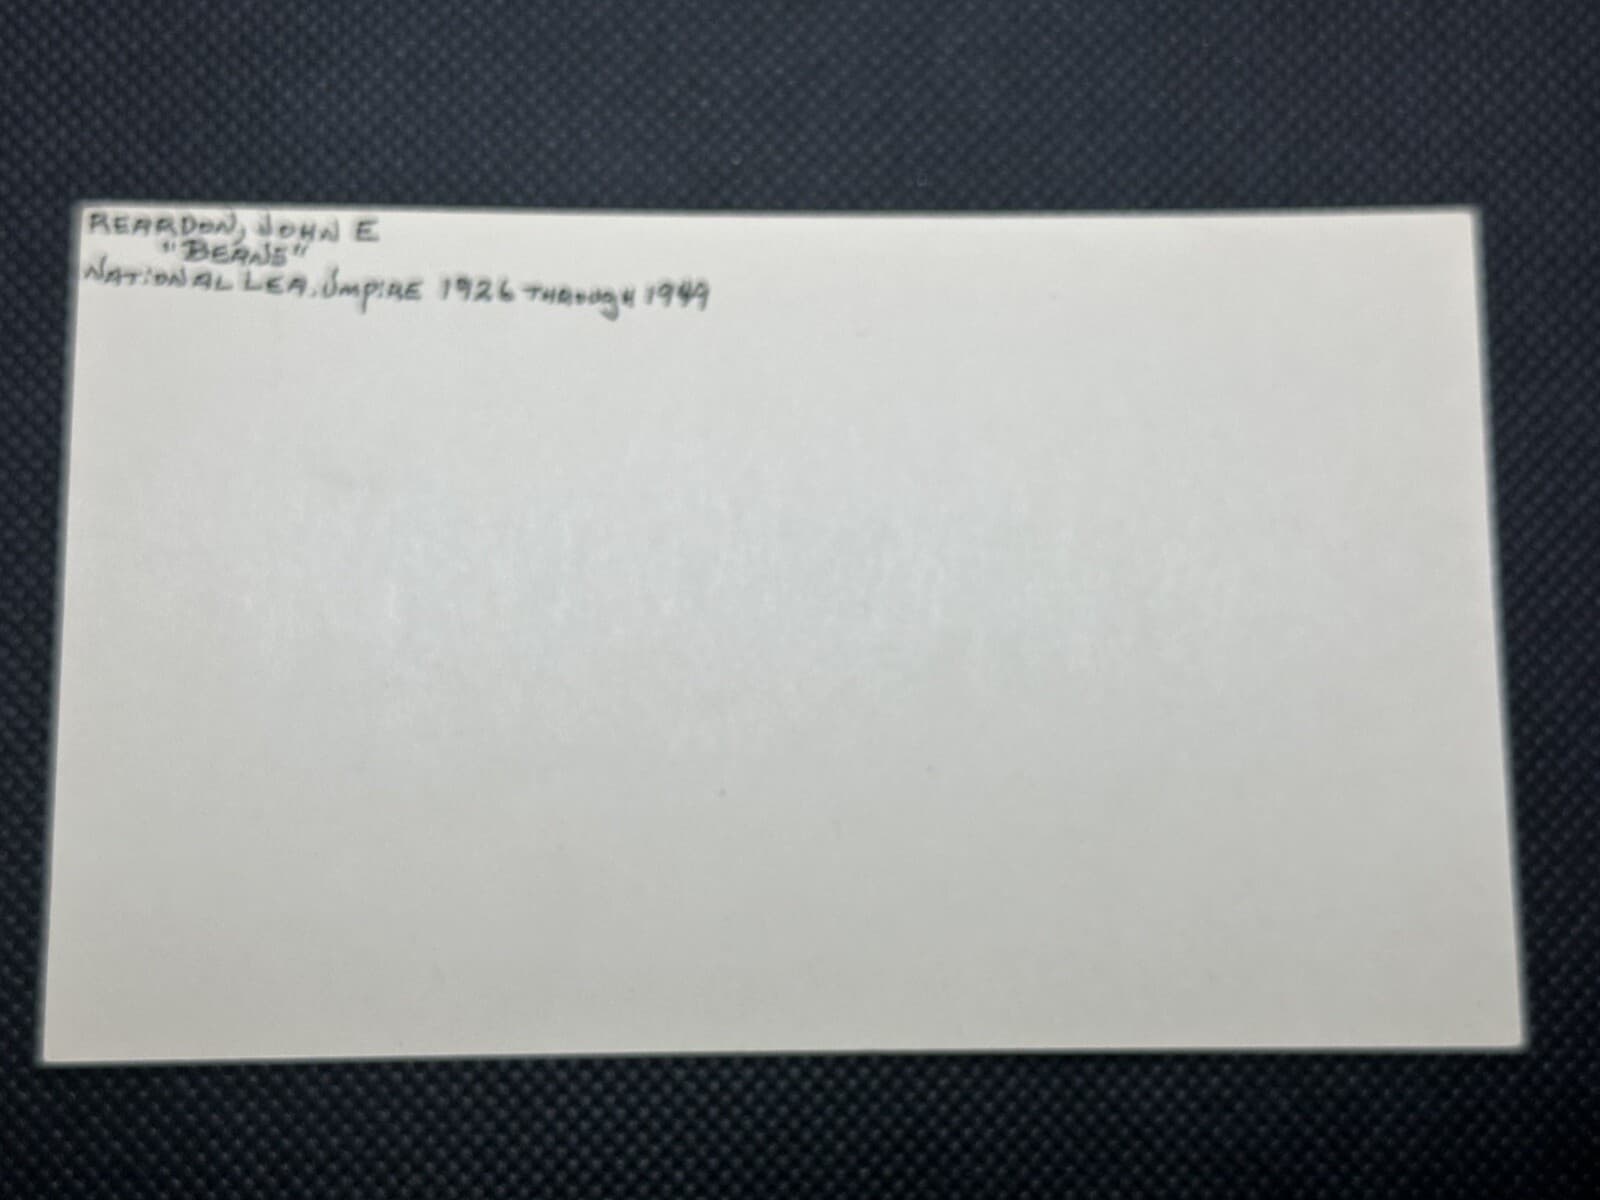 REARDON, JOHN E
"BEANS"
NATIONAL LEA. UMPIRE 1926 THROUGH 1949